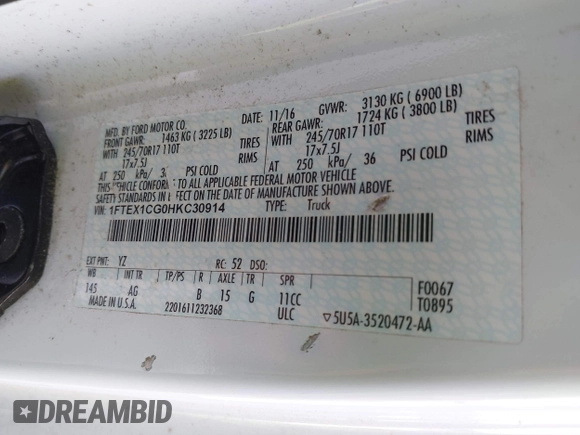 MFD. BY FORD MOTOR CO.
DATE: 11/16 GVWR: 3130 KG ( 6900 LB)
FRONT GAWR: 1463 KG ( 3225 LB)
REAR GAWR: 1724 KG ( 3800 LB)
245/70R17 110T WITH TIRES 245/70R17 110T
17x7.5J RIMS 17x7.5J
AT 250 kPa/ 36 PSI COLD AT 250 kPa/ 36 PSI COLD
THIS VEHICLE CONFORMS TO ALL APPLICABLE FEDERAL MOTOR VEHICLE
SAFETY STANDARDS IN EFFECT ON THE DATE OF MANUFACTURE SHOWN ABOVE.
VIN: 1FTEX1CG0HKC30914 TYPE: Truck
EXT PNT: YZ RC: 52 DSO:
WB INT TR TP/PS R AXLE TR SPR
145 AG B 15 G 11CC
F0067
T0895
MADE IN U.S.A. 2201611232368 ULC
▽5U5A-3520472-AA
DREAMBID